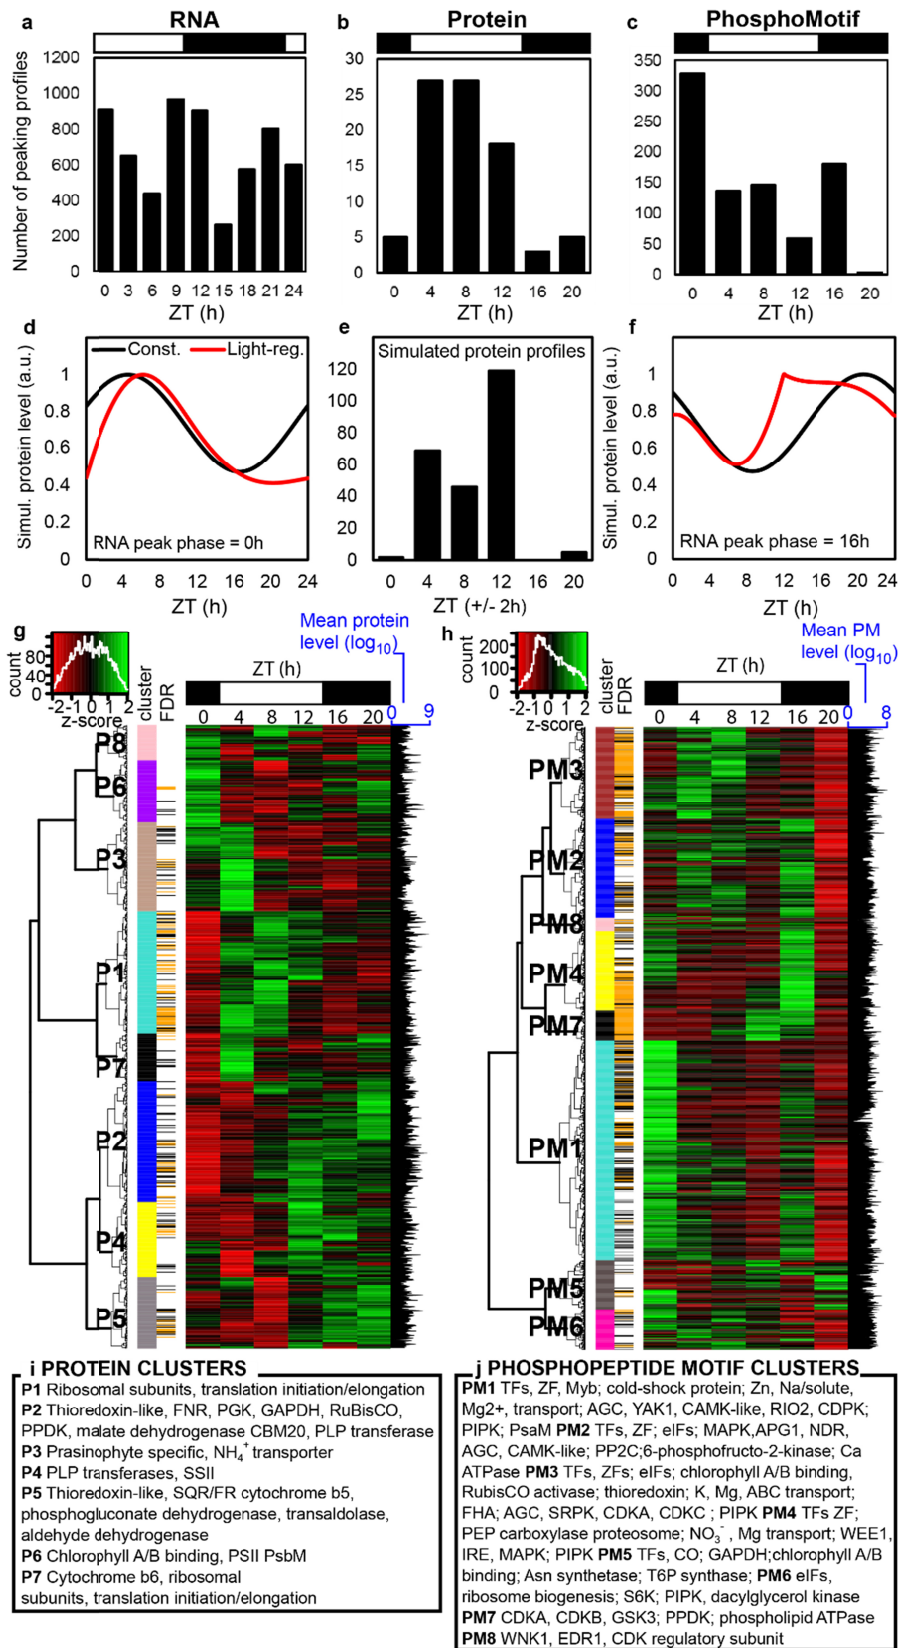 a RNA
b Protein
c PhosphoMotif
Number of peaking profiles
1200
1000
800
600
400
200
0
0 3 6 9 12 15 18 21 24
ZT (h)
30
25
20
15
10
5
0
0 4 8 12 16 20
ZT (h)
350
300
250
200
150
100
50
0
0 4 8 12 16 20
ZT (h)
d
Const. Light-reg.
Simul. protein level (a.u.)
1
0.8
0.6
0.4
0.2
0
RNA peak phase = 0h
0 4 8 12 16 20 24
ZT (h)
e
Simulated protein profiles
120
100
80
60
40
20
0
0 4 8 12 16 20
ZT (+/- 2h)
f
Simul. protein level (a.u.)
1
0.8
0.6
0.4
0.2
0
RNA peak phase = 16h
0 4 8 12 16 20 24
ZT (h)
g
count
80
40
0
-2 -1 0 1 2
z-score
cluster
FDR
Mean protein
level (log10)
ZT (h)
0 4 8 12 16 20
0 9
P8
P6
P3
P1
P7
P2
P4
P5
h
count
200
100
0
-2 -1 0 1 2
z-score
cluster
FDR
Mean PM
level (log10)
ZT (h)
0 4 8 12 16 20
0 8
PM3
PM2
PM8
PM4
PM7
PM1
PM5
PM6
i PROTEIN CLUSTERS
P1 Ribosomal subunits, translation initiation/elongation
P2 Thioredoxin-like, FNR, PGK, GAPDH, RuBisCO,
PPDK, malate dehydrogenase CBM20, PLP transferase
P3 Prasinophyte specific, NH4+ transporter
P4 PLP transferases, SSII
P5 Thioredoxin-like, SQR/FR cytochrome b5,
phosphogluconate dehydrogenase, transaldolase,
aldehyde dehydrogenase
P6 Chlorophyll A/B binding, PSII PsbM
P7 Cytochrome b6, ribosomal
subunits, translation initiation/elongation
j PHOSPHOPEPTIDE MOTIF CLUSTERS
PM1 TFs, ZF, Myb; cold-shock protein; Zn, Na/solute,
Mg2+, transport; AGC, YAK1, CAMK-like, RIO2, CDPK;
PIPK; PsaM PM2 TFs, ZF; eIFs; MAPK,APG1, NDR,
AGC, CAMK-like; PP2C;6-phosphofructo-2-kinase; Ca
ATPase PM3 TFs, ZFs; eIFs; chlorophyll A/B binding,
RubisCO activase; thioredoxin; K, Mg, ABC transport;
FHA; AGC, SRPK, CDKA, CDKC ; PIPK PM4 TFs ZF;
PEP carboxylase proteosome; NO3- , Mg transport; WEE1,
IRE, MAPK; PIPK PM5 TFs, CO; GAPDH;chlorophyll A/B
binding; Asn synthetase; T6P synthase; PM6 eIFs,
ribosome biogenesis; S6K; PIPK, dacylglycerol kinase
PM7 CDKA, CDKB, GSK3; PPDK; phospholipid ATPase
PM8 WNK1, EDR1, CDK regulatory subunit